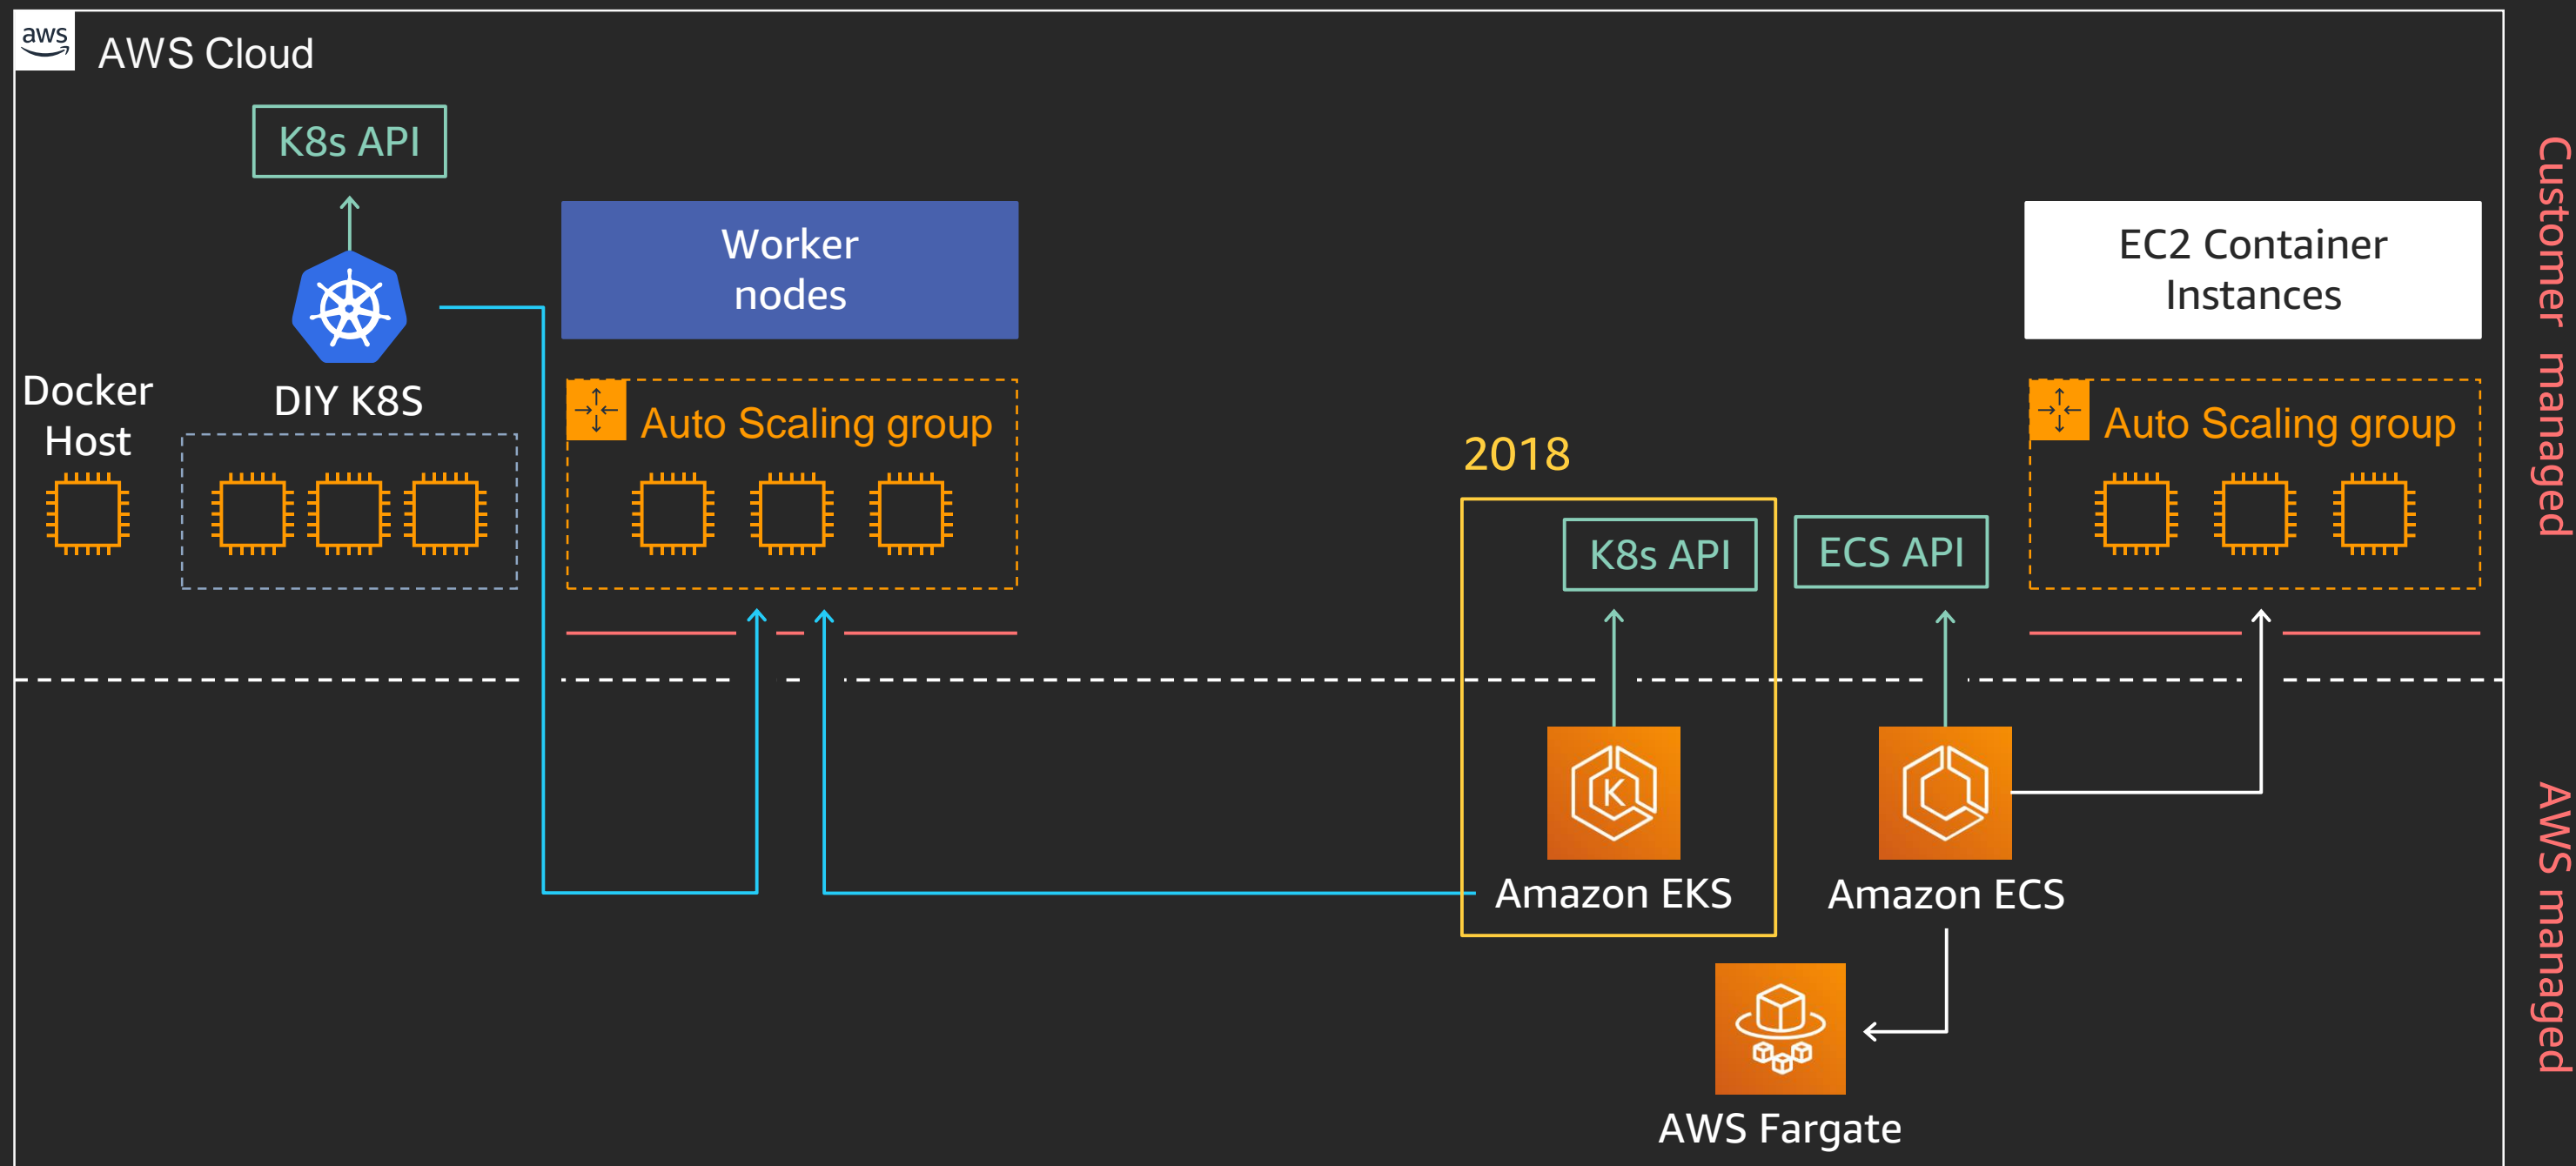 aws
AWS Cloud
K8s API
Worker
nodes
EC2 Container
Instances
Customer managed
Docker
Host
DIY K8S
Auto Scaling group
Auto Scaling group
2018
K8s API
ECS API
K
Amazon EKS
Amazon ECS
AWS managed
AWS Fargate